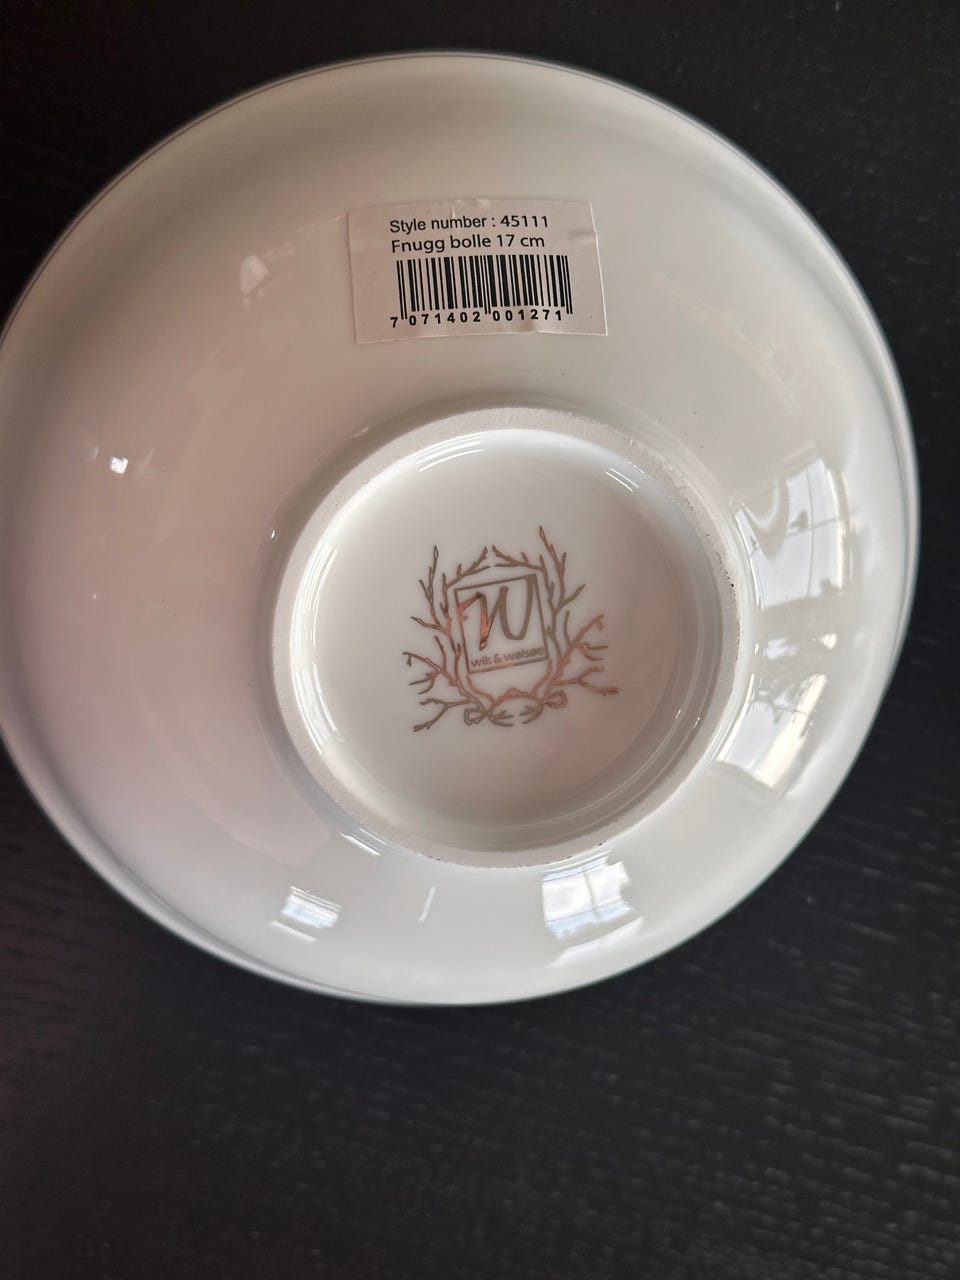 Style number : 45111
Fnugg bolle 17 cm
7 071402 001271
W
wik & walsøe